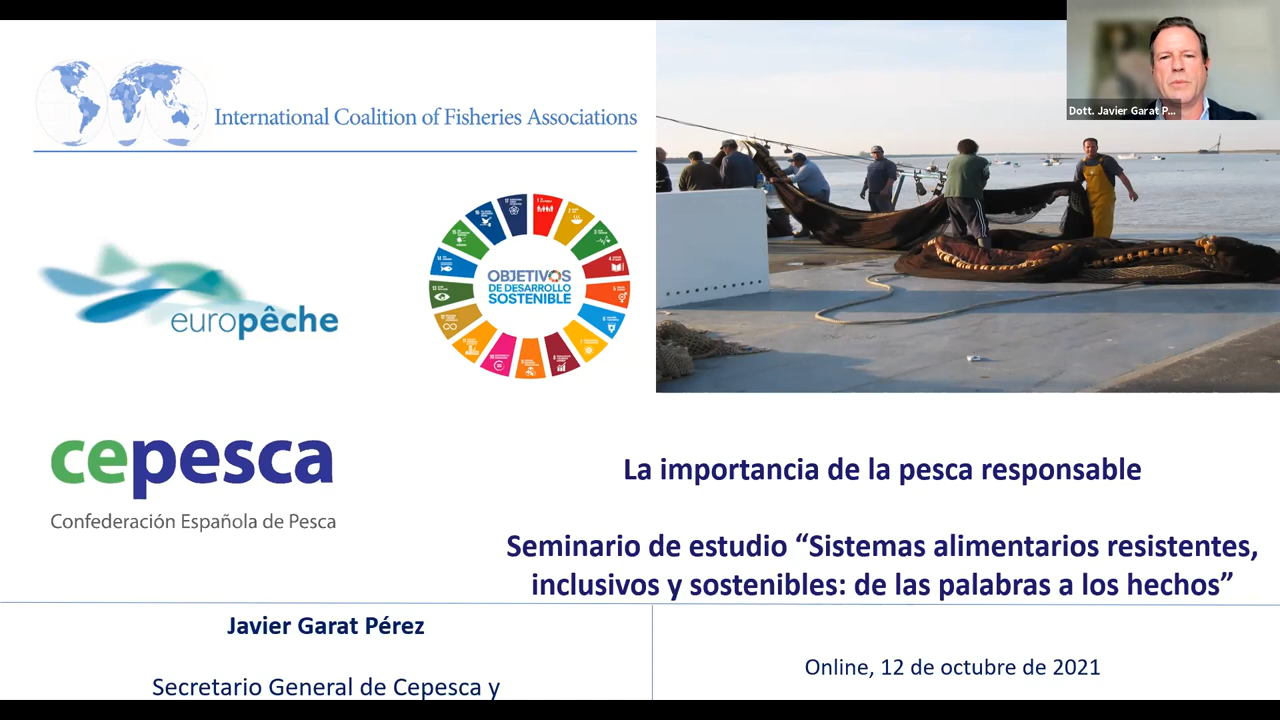 International Coalition of Fisheries Associations
Dott. Javier Garat P...
OBJETIVOS
DE DESARROLLO
SOSTENIBLE
europêche
cepesca
Confederación Española de Pesca
La importancia de la pesca responsable
Seminario de estudio “Sistemas alimentarios resistentes,
inclusivos y sostenibles: de las palabras a los hechos”
Javier Garat Pérez
Secretario General de Cepesca y
Online, 12 de octubre de 2021